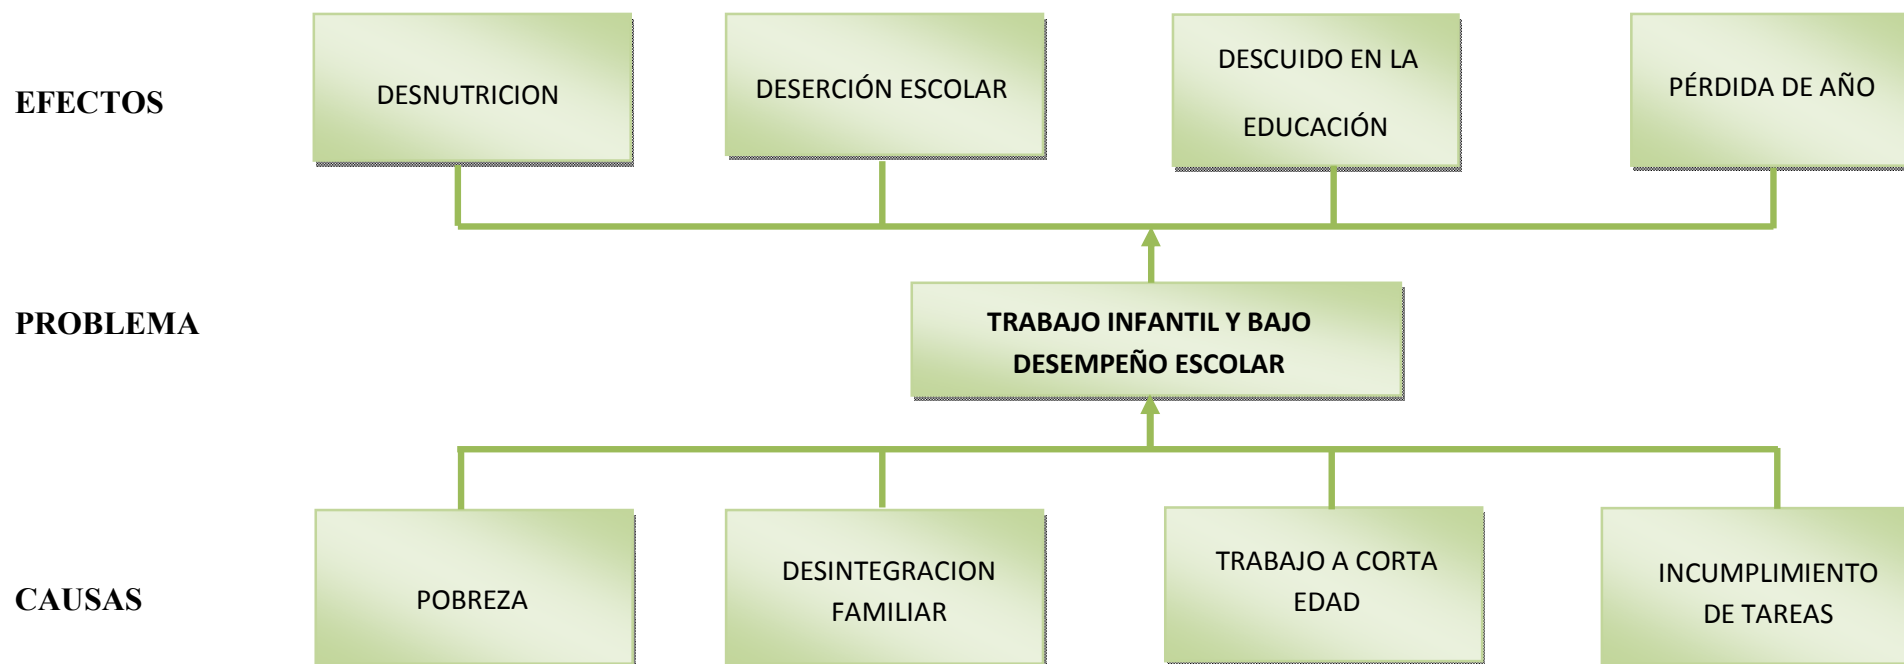 EFECTOS
DESNUTRICION
DESERCIÓN ESCOLAR
DESCUIDO EN LA
EDUCACIÓN
PÉRDIDA DE AÑO
PROBLEMA
TRABAJO INFANTIL Y BAJO
DESEMPEÑO ESCOLAR
CAUSAS
POBREZA
DESINTEGRACION
FAMILIAR
TRABAJO A CORTA
EDAD
INCUMPLIMIENTO
DE TAREAS